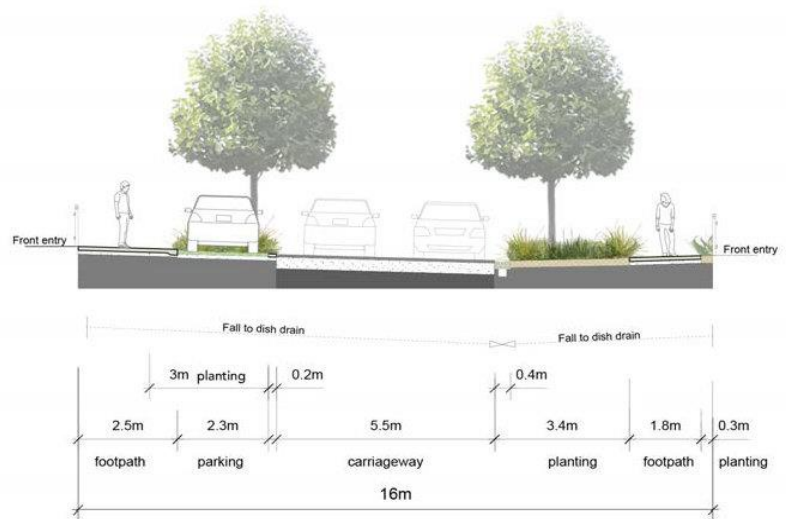 Front entry
Front entry
Fall to dish drain
Fall to dish drain
3m planting
0.2m
0.4m
2.5m
2.3m
5.5m
3.4m
1.8m
0.3m
footpath
parking
carriageway
planting
footpath
planting
16m